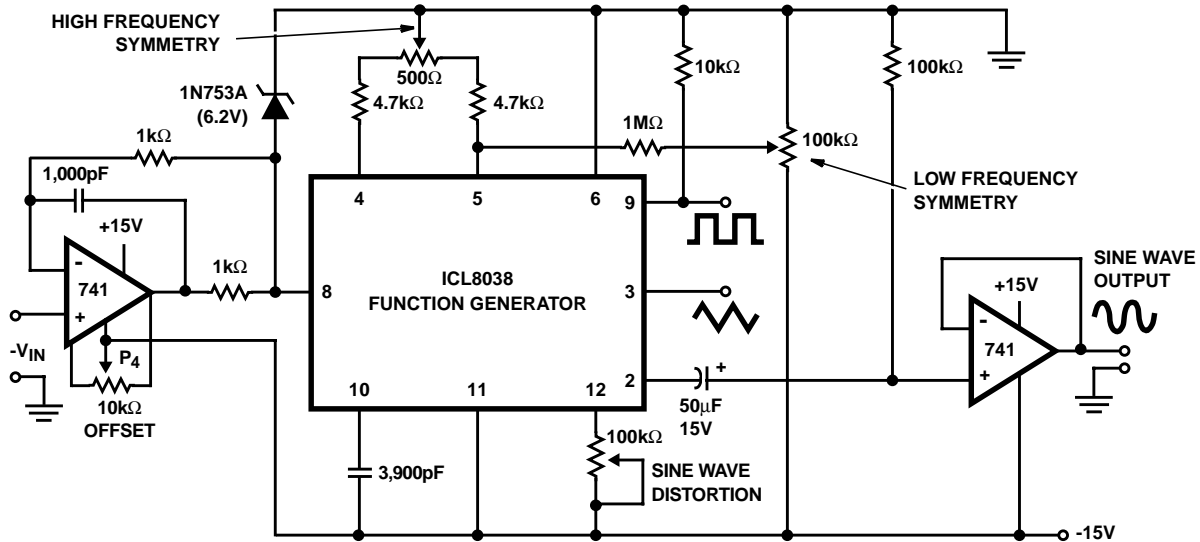 HIGH FREQUENCY
SYMMETRY
500Ω
4.7kΩ
4.7kΩ
10kΩ
100kΩ
1N753A
(6.2V)
1MΩ
100kΩ
1kΩ
LOW FREQUENCY
SYMMETRY
1,000pF
4
5
6
9
+15V
-
741
+
1kΩ
8
ICL8038
FUNCTION GENERATOR
3
SINE WAVE
OUTPUT
+15V
-
741
+
-VIN
P4
10kΩ
OFFSET
10
11
12
2
+
50μF
15V
100kΩ
3,900pF
SINE WAVE
DISTORTION
-15V